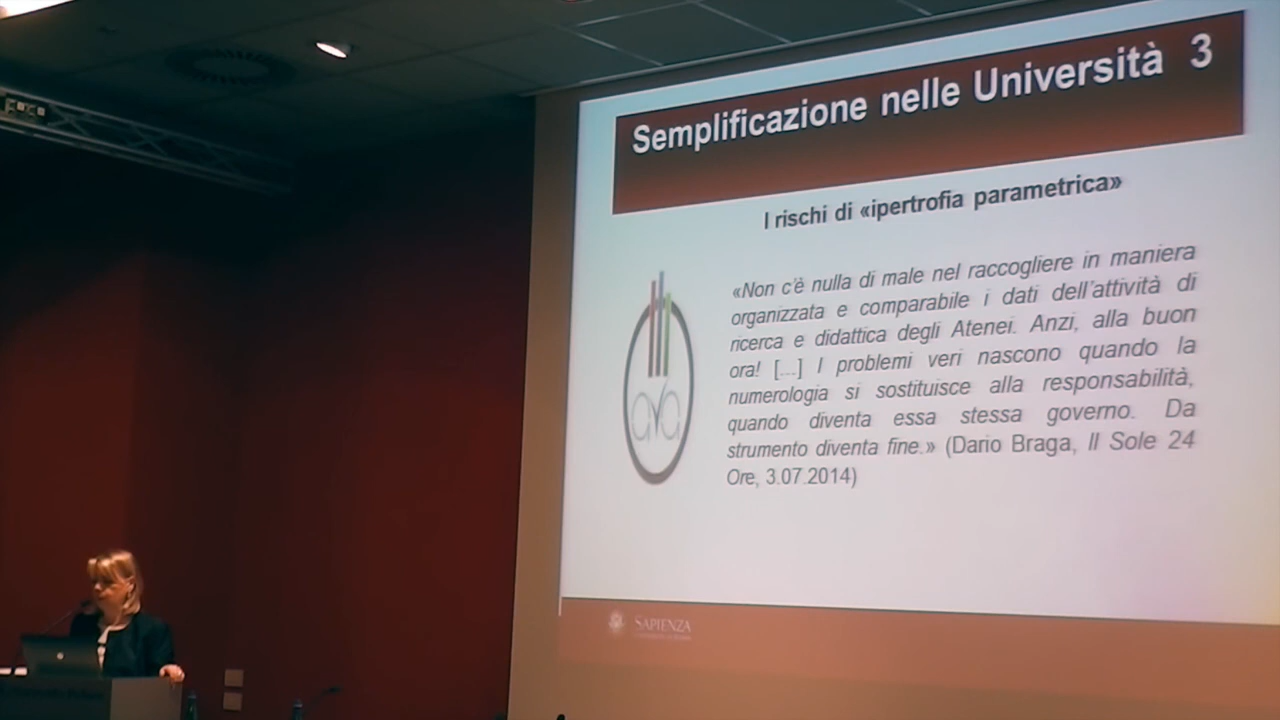 Semplificazione nelle Università 3
I rischi di «ipertrofia parametrica»
«Non c'è nulla di male nel raccogliere in maniera
organizzata e comparabile i dati dell'attività di
ricerca e didattica degli Atenei. Anzi, alla buon
ora! [...] I problemi veri nascono quando la
numerologia si sostituisce alla responsabilità,
quando diventa essa stessa governo. Da
strumento diventa fine.» (Dario Braga, Il Sole 24
Ore, 3.07.2014)
ava
SAPIENZA